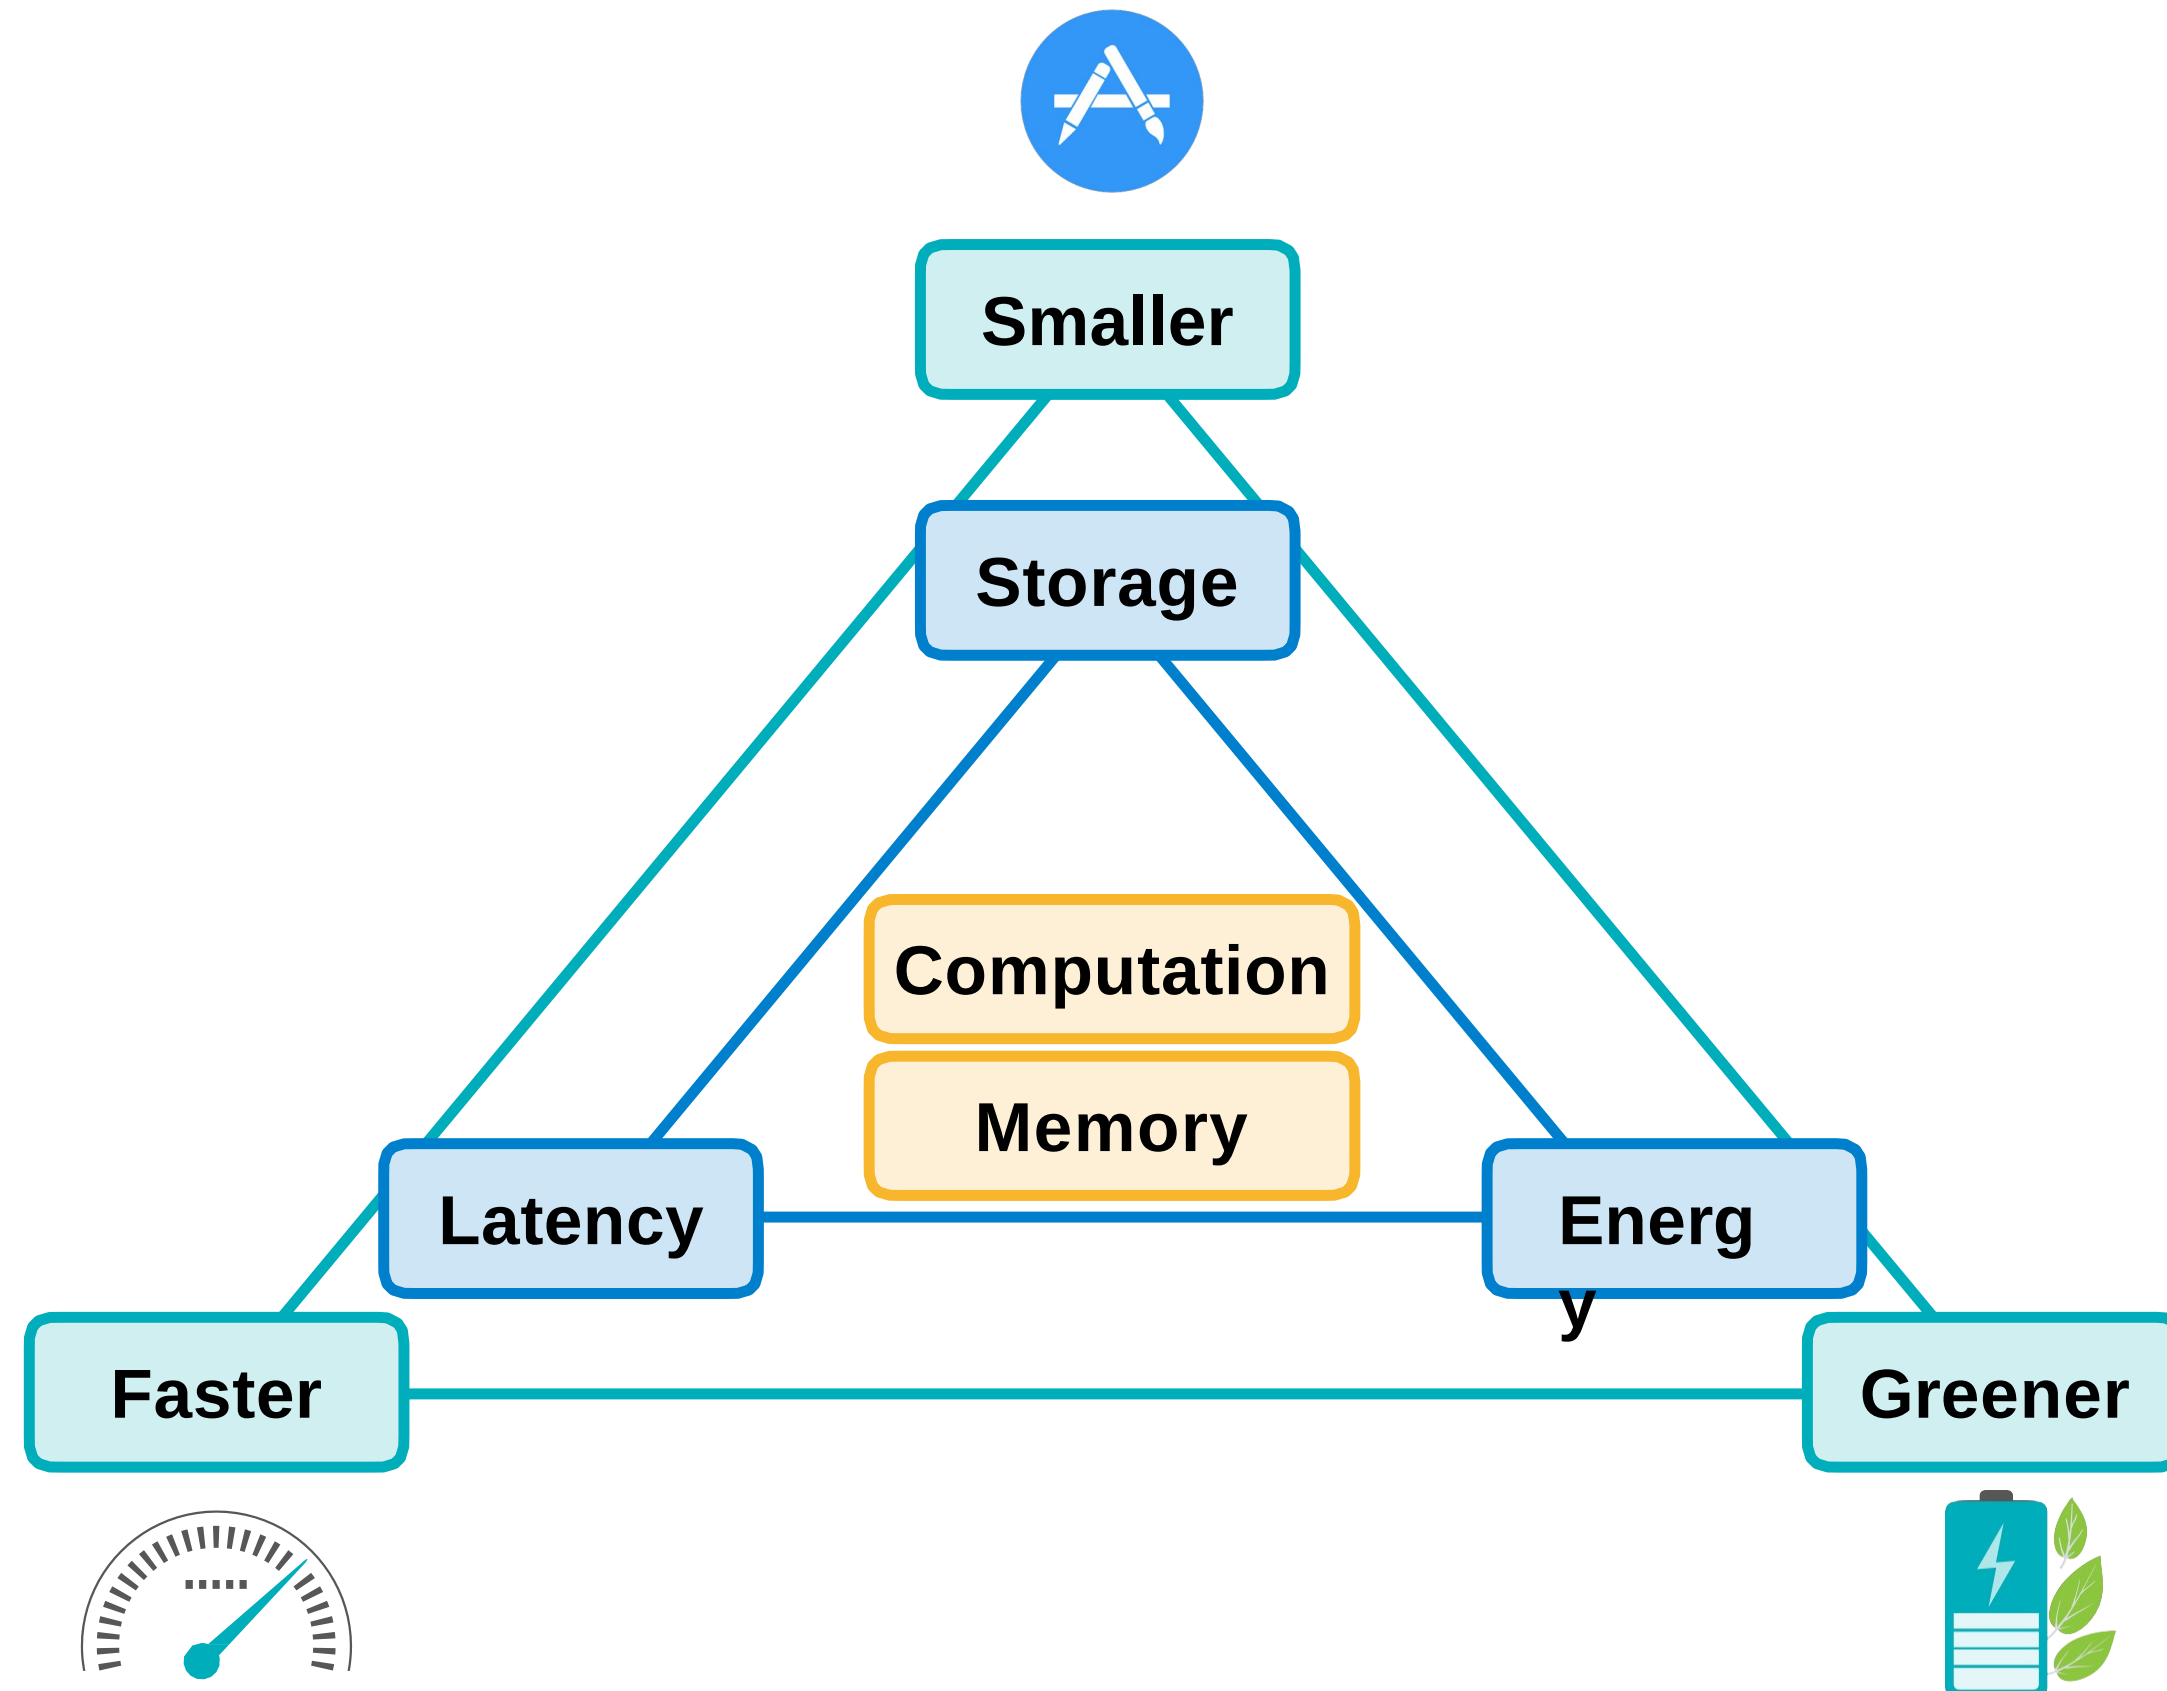 Smaller
Storage
Computation
Memory
Latency
Energ
y
Faster
Greener